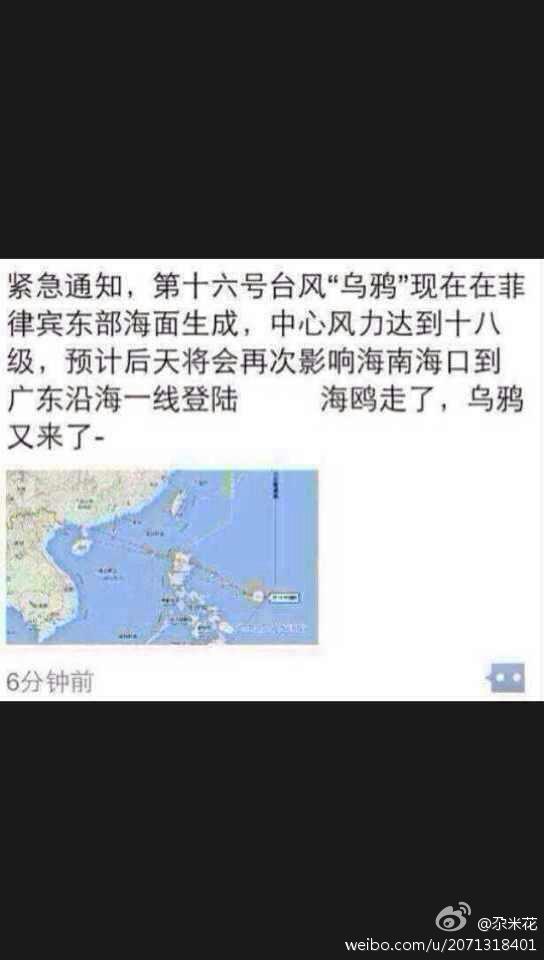 紧急通知，第十六号台风“乌鸦”现在在菲
律宾东部海面生成，中心风力达到十八
级，预计后天将会再次影响海南海口到
广东沿海一线登陆 海鸥走了，乌鸦
又来了-
6分钟前
@尕米花
weibo.com/u/2071318401